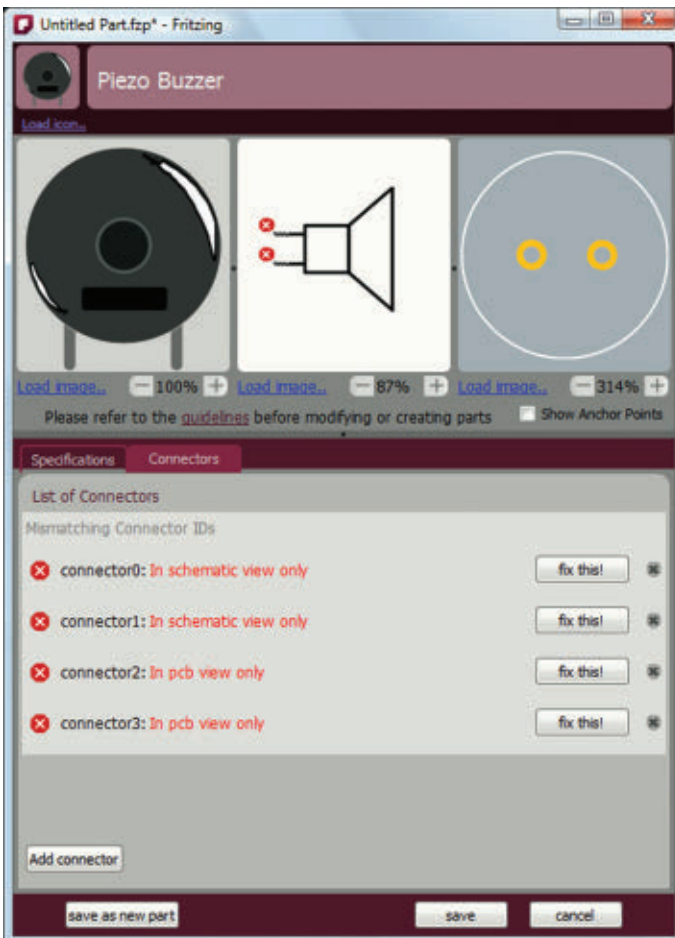 Untitled Part.fzp* - Fritzing
Piezo Buzzer
Load icon..
Load image.. 100% Load image.. 87% Load image.. 314%
Please refer to the guidelines before modifying or creating parts Show Anchor Points
Specifications Connectors
List of Connectors
Mismatching Connector IDs
connector0: In schematic view only fix this!
connector1: In schematic view only fix this!
connector2: In pcb view only fix this!
connector3: In pcb view only fix this!
Add connector
save as new part save cancel